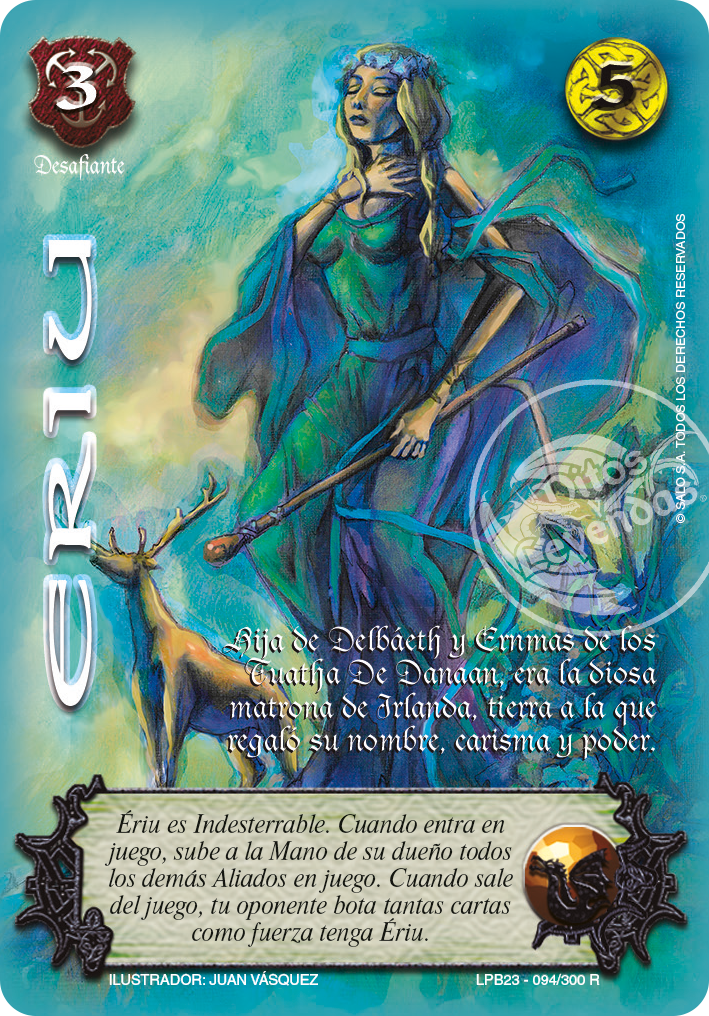 3
5
Desafiante
ERIU
© SALO S.A. TODOS LOS DERECHOS RESERVADOS
Mitos
Leyendas
®
Hija de Delbáeth y Ernmas de los
Tuatha De Danaan, era la diosa
matrona de Irlanda, tierra a la que
regaló su nombre, carisma y poder.
Ériu es Indesterrable. Cuando entra en
juego, sube a la Mano de su dueño todos
los demás Aliados en juego. Cuando sale
del juego, tu oponente bota tantas cartas
como fuerza tenga Ériu.
ILUSTRADOR: JUAN VÁSQUEZ
LPB23 - 094/300 R